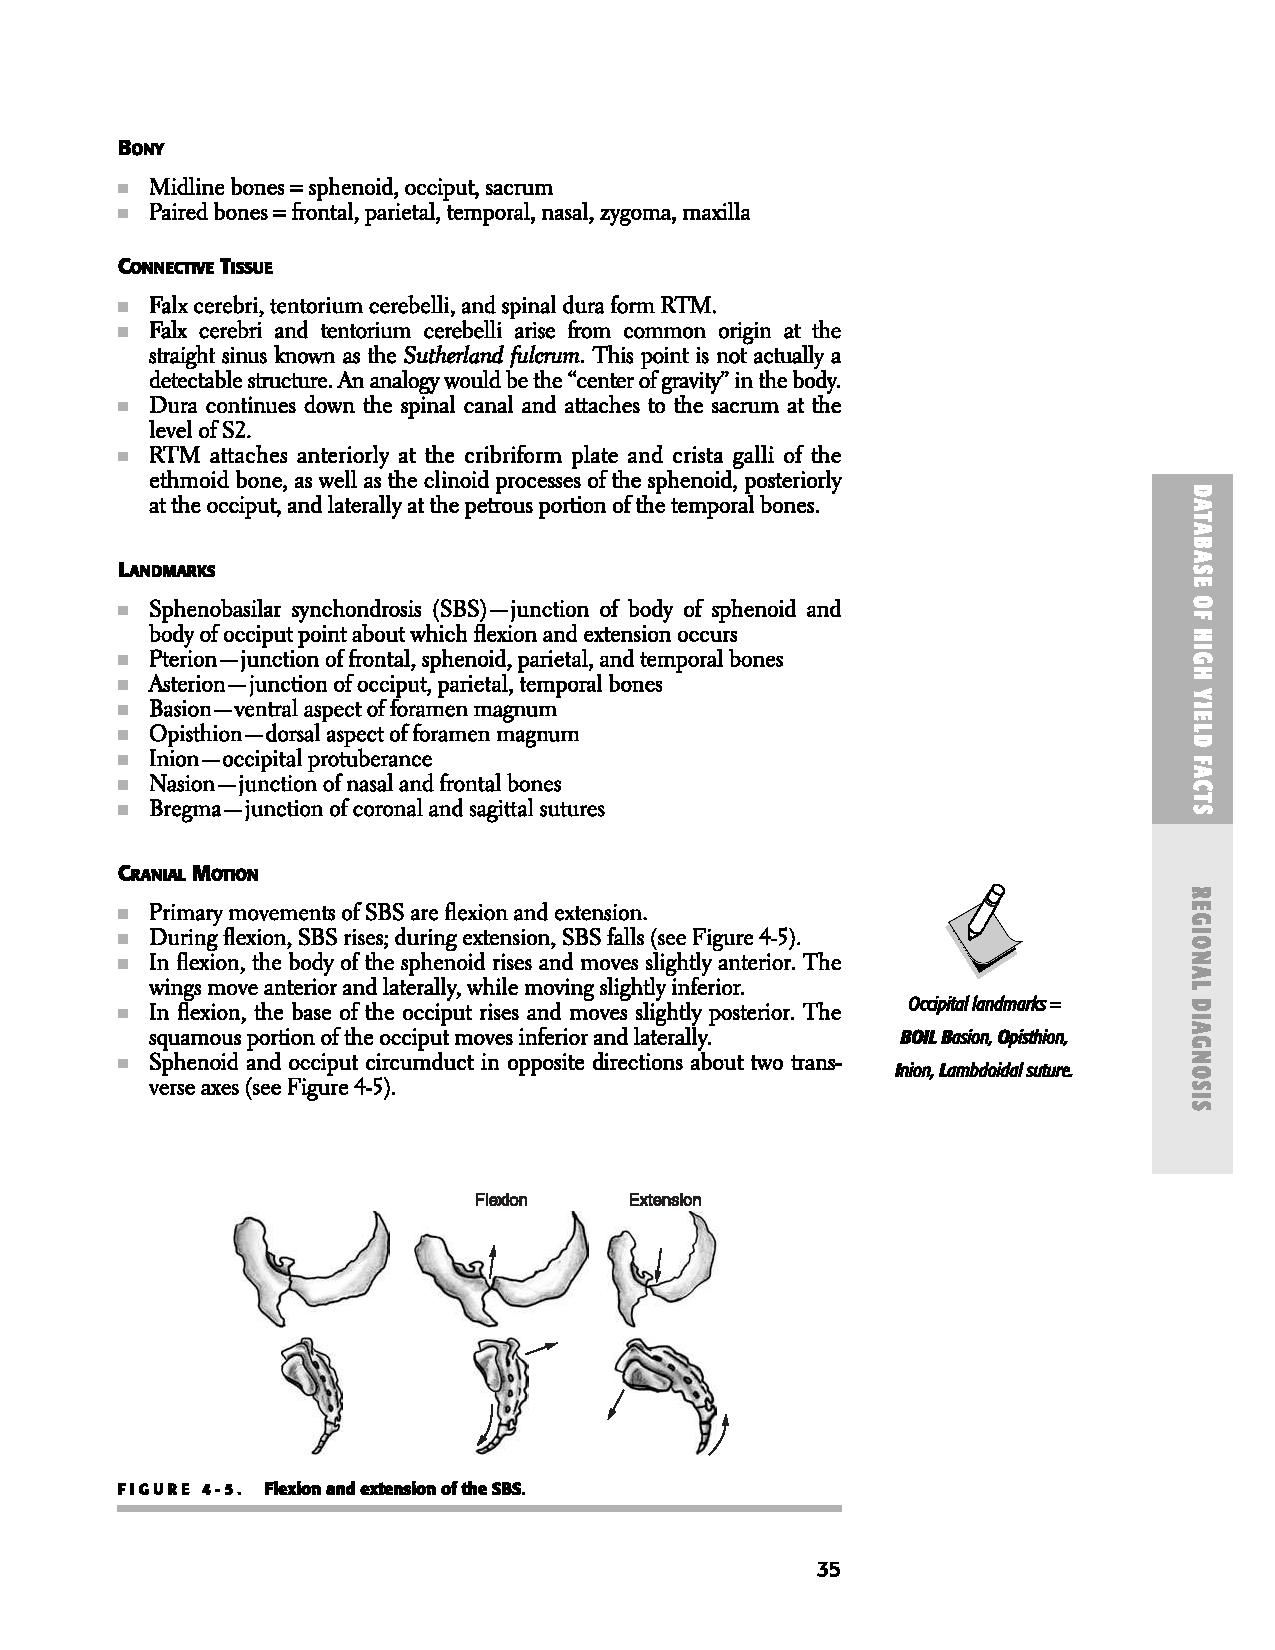 BONY
■ Midline bones = sphenoid, occiput, sacrum
■ Paired bones = frontal, parietal, temporal, nasal, zygoma, maxilla
CONNECTIVE TISSUE
■ Falx cerebri, tentorium cerebelli, and spinal dura form RTM.
■ Falx cerebri and tentorium cerebelli arise from common origin at the
straight sinus known as the Sutherland fulcrum. This point is not actually a
detectable structure. An analogy would be the “center of gravity” in the body.
■ Dura continues down the spinal canal and attaches to the sacrum at the
level of S2.
■ RTM attaches anteriorly at the cribriform plate and crista galli of the
ethmoid bone, as well as the clinoid processes of the sphenoid, posteriorly
at the occiput, and laterally at the petrous portion of the temporal bones.
LANDMARKS
■ Sphenobasilar synchondrosis (SBS)—junction of body of sphenoid and
body of occiput point about which flexion and extension occurs
■ Pterion—junction of frontal, sphenoid, parietal, and temporal bones
■ Asterion—junction of occiput, parietal, temporal bones
■ Basion—ventral aspect of foramen magnum
■ Opisthion—dorsal aspect of foramen magnum
■ Inion—occipital protuberance
■ Nasion—junction of nasal and frontal bones
■ Bregma—junction of coronal and sagittal sutures
CRANIAL MOTION
■ Primary movements of SBS are flexion and extension.
■ During flexion, SBS rises; during extension, SBS falls (see Figure 4-5).
■ In flexion, the body of the sphenoid rises and moves slightly anterior. The
wings move anterior and laterally, while moving slightly inferior.
■ In flexion, the base of the occiput rises and moves slightly posterior. The
squamous portion of the occiput moves inferior and laterally.
■ Sphenoid and occiput circumduct in opposite directions about two trans-
verse axes (see Figure 4-5).
Occipital landmarks =
BOIL Basion, Opisthion,
Inion, Lambdoidal suture.
DATABASE OF HIGH YIELD FACTS
REGIONAL DIAGNOSIS
Flexion
Extension
FIGURE 4-5. Flexion and extension of the SBS.
35